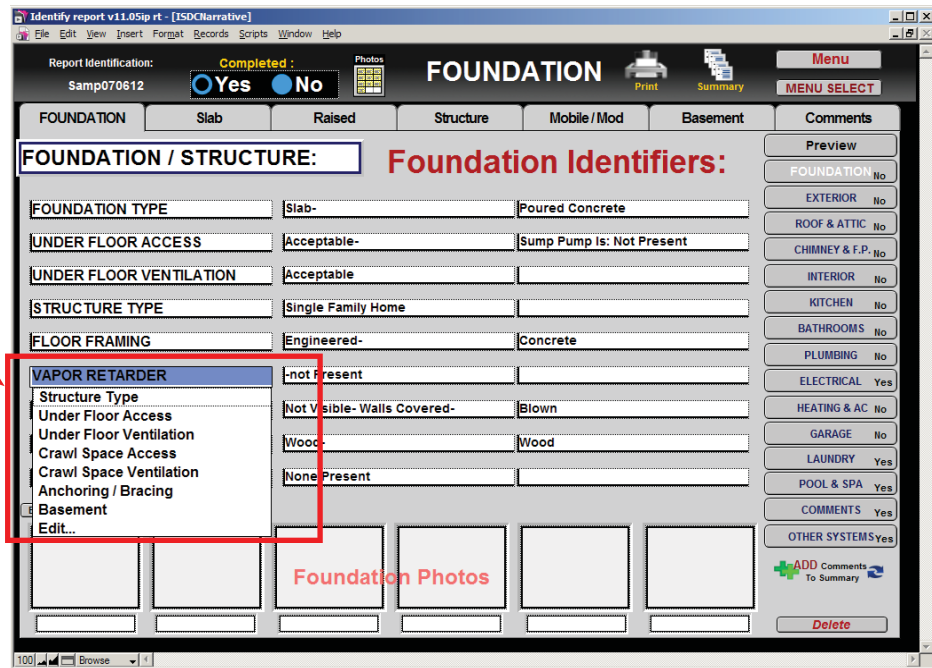 Identify report v11.05ip rt - [ISDCNarrative]
File Edit View Insert Format Records Scripts Window Help
Report Identification:
Samp070612
Completed :
Yes No
Photos
FOUNDATION
Print
Summary
Menu
MENU SELECT
FOUNDATION Slab Raised Structure Mobile / Mod Basement Comments
FOUNDATION / STRUCTURE:
Foundation Identifiers:
FOUNDATION TYPE Slab- Poured Concrete
UNDER FLOOR ACCESS Acceptable- Sump Pump Is: Not Present
UNDER FLOOR VENTILATION Acceptable
STRUCTURE TYPE Single Family Home
FLOOR FRAMING Engineered- Concrete
VAPOR RETARDER -not Present
Not Visible- Walls Covered- Blown
Wood- Wood
None Present
Structure Type
Under Floor Access
Under Floor Ventilation
Crawl Space Access
Crawl Space Ventilation
Anchoring / Bracing
Basement
Edit...
Foundation Photos
Preview
FOUNDATION No
EXTERIOR No
ROOF & ATTIC No
CHIMNEY & F.P. No
INTERIOR No
KITCHEN No
BATHROOMS No
PLUMBING No
ELECTRICAL Yes
HEATING & AC No
GARAGE No
LAUNDRY Yes
POOL & SPA Yes
COMMENTS Yes
OTHER SYSTEMS Yes
ADD Comments
To Summary
Delete
100 Browse